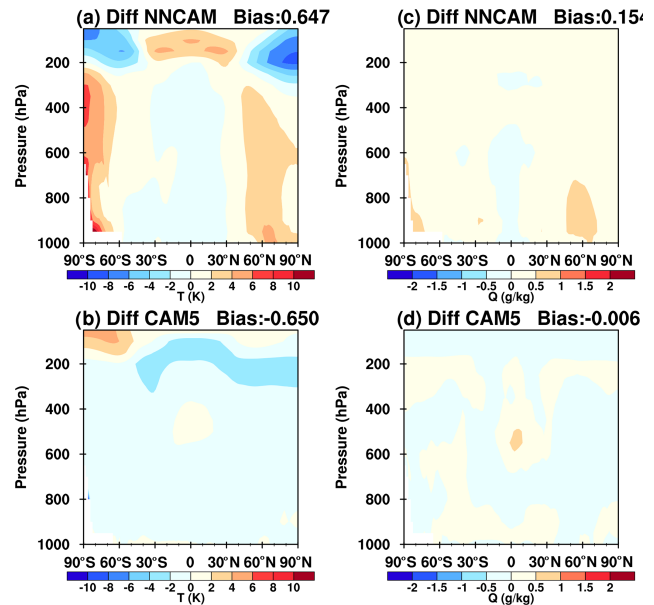 (a) Diff NNCAM Bias:0.647
Pressure (hPa)
200
400
600
800
1000
90°S 60°S 30°S 0 30°N 60°N 90°N
-10 -8 -6 -4 -2 0 2 4 6 8 10
T (K)
(c) Diff NNCAM Bias:0.154
Pressure (hPa)
200
400
600
800
1000
90°S 60°S 30°S 0 30°N 60°N 90°N
-2 -1.5 -1 -0.5 0 0.5 1 1.5 2
Q (g/kg)
(b) Diff CAM5 Bias:-0.650
Pressure (hPa)
200
400
600
800
1000
90°S 60°S 30°S 0 30°N 60°N 90°N
-10 -8 -6 -4 -2 0 2 4 6 8 10
T (K)
(d) Diff CAM5 Bias:-0.006
Pressure (hPa)
200
400
600
800
1000
90°S 60°S 30°S 0 30°N 60°N 90°N
-2 -1.5 -1 -0.5 0 0.5 1 1.5 2
Q (g/kg)